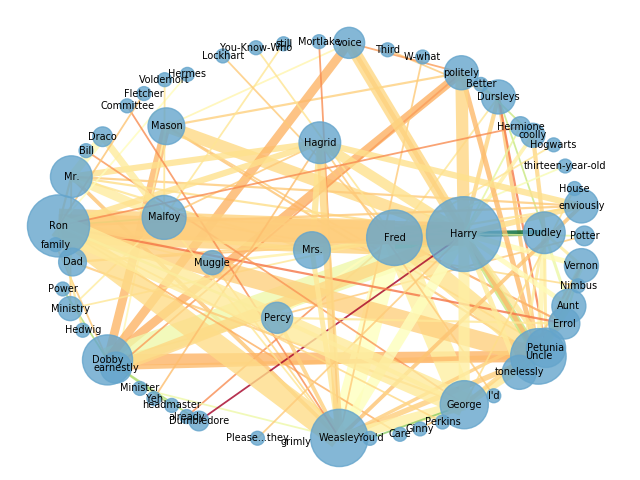 Mortlake
voice
still
You-Know-Who
Third
Lockhart
W-what
Hermes
politely
Voldemort
Better
Fletcher
Dursleys
Committee
Mason
Hermione
coolly
Draco
Hagrid
Hogwarts
Bill
thirteen-year-old
Mr.
House
enviously
Malfoy
Ron
Fred
Harry
Dudley
Potter
family
Mrs.
Dad
Muggle
Vernon
Power
Nimbus
Ministry
Aunt
Percy
Errol
Hedwig
Petunia
Dobby
Uncle
earnestly
tonelessly
Minister
I'd
Yeh
headmaster
George
already
Dumbledore
Perkins
Ginny
Care
Please...they
Weasley
You'd
grimly